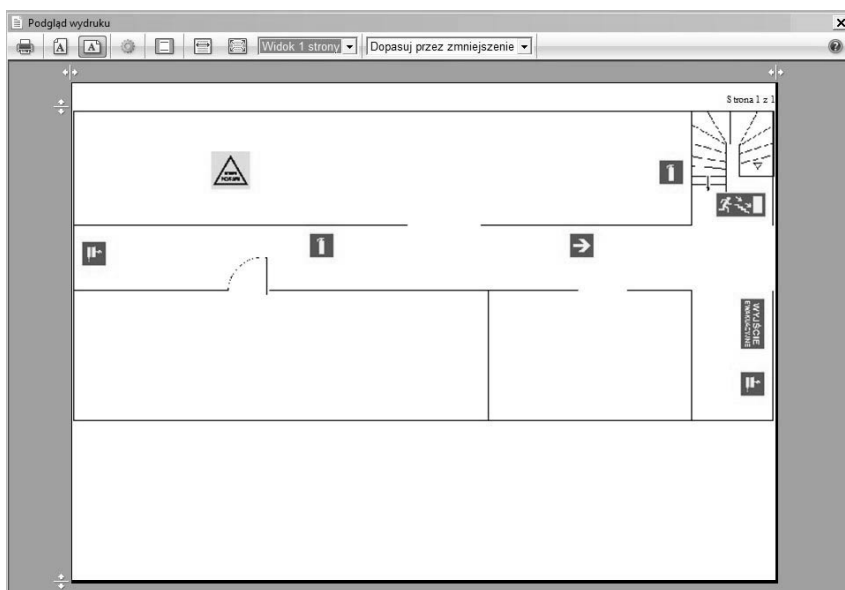 Podgląd wydruku
Widok 1 strony
Dopasuj przez zmniejszenie
Strona 1 z 1
WYJŚCIE
EWAKUACYJNE